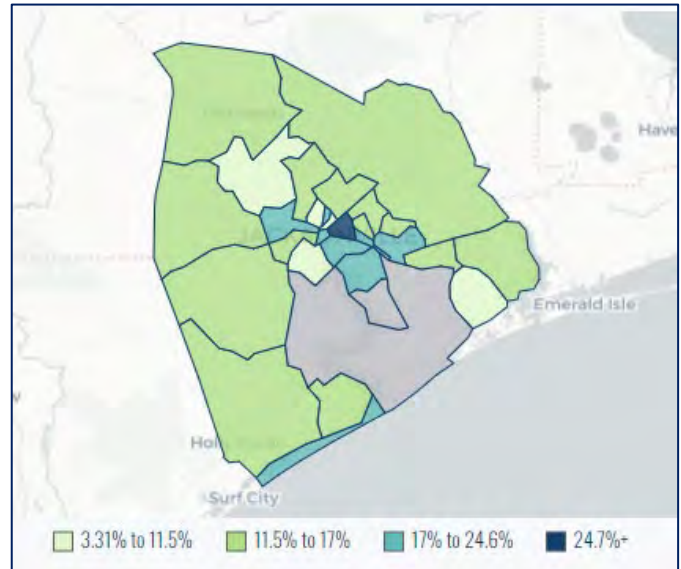 Have
Emerald Isle
Surf City
3.31% to 11.5%
11.5% to 17%
17% to 24.6%
24.7%+